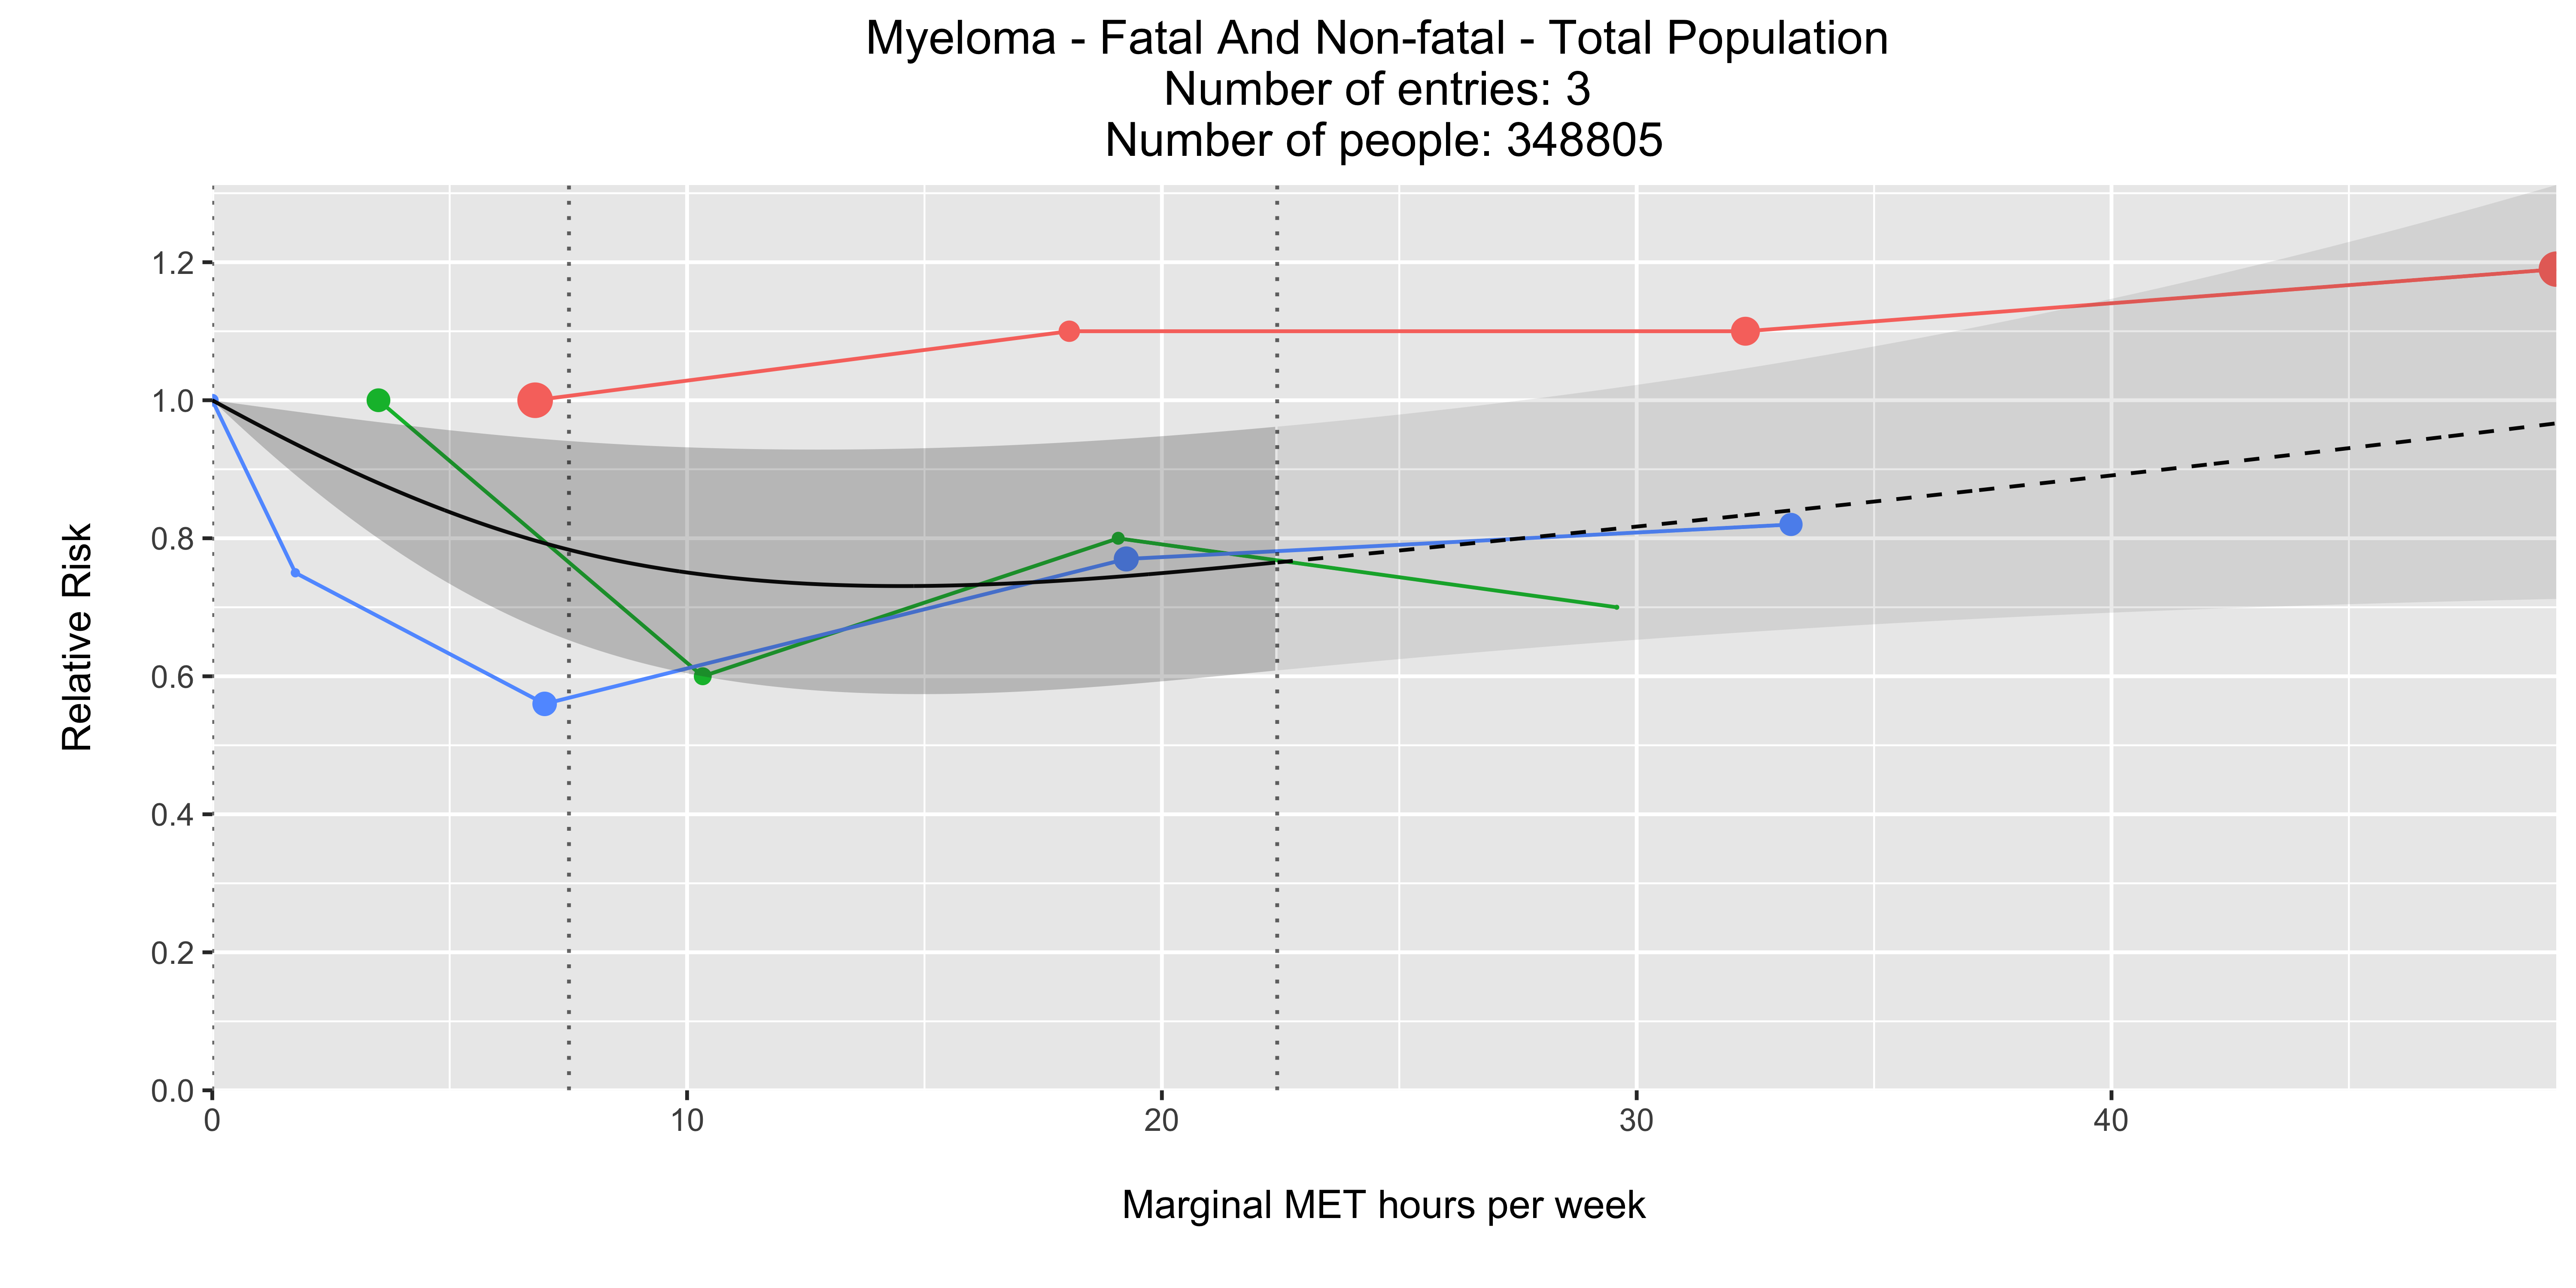 Myeloma - Fatal And Non-fatal - Total Population
Number of entries: 3
Number of people: 348805
Relative Risk
1.2
1.0
0.8
0.6
0.4
0.2
0.0
0 10 20 30 40
Marginal MET hours per week